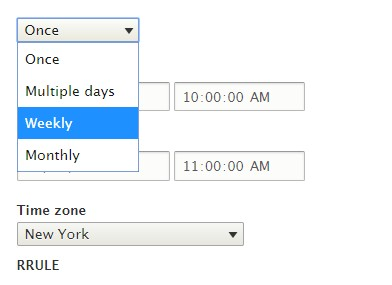 Once
Once
Multiple days
10:00:00 AM
Weekly
Monthly
11:00:00 AM
Time zone
New York
RRULE